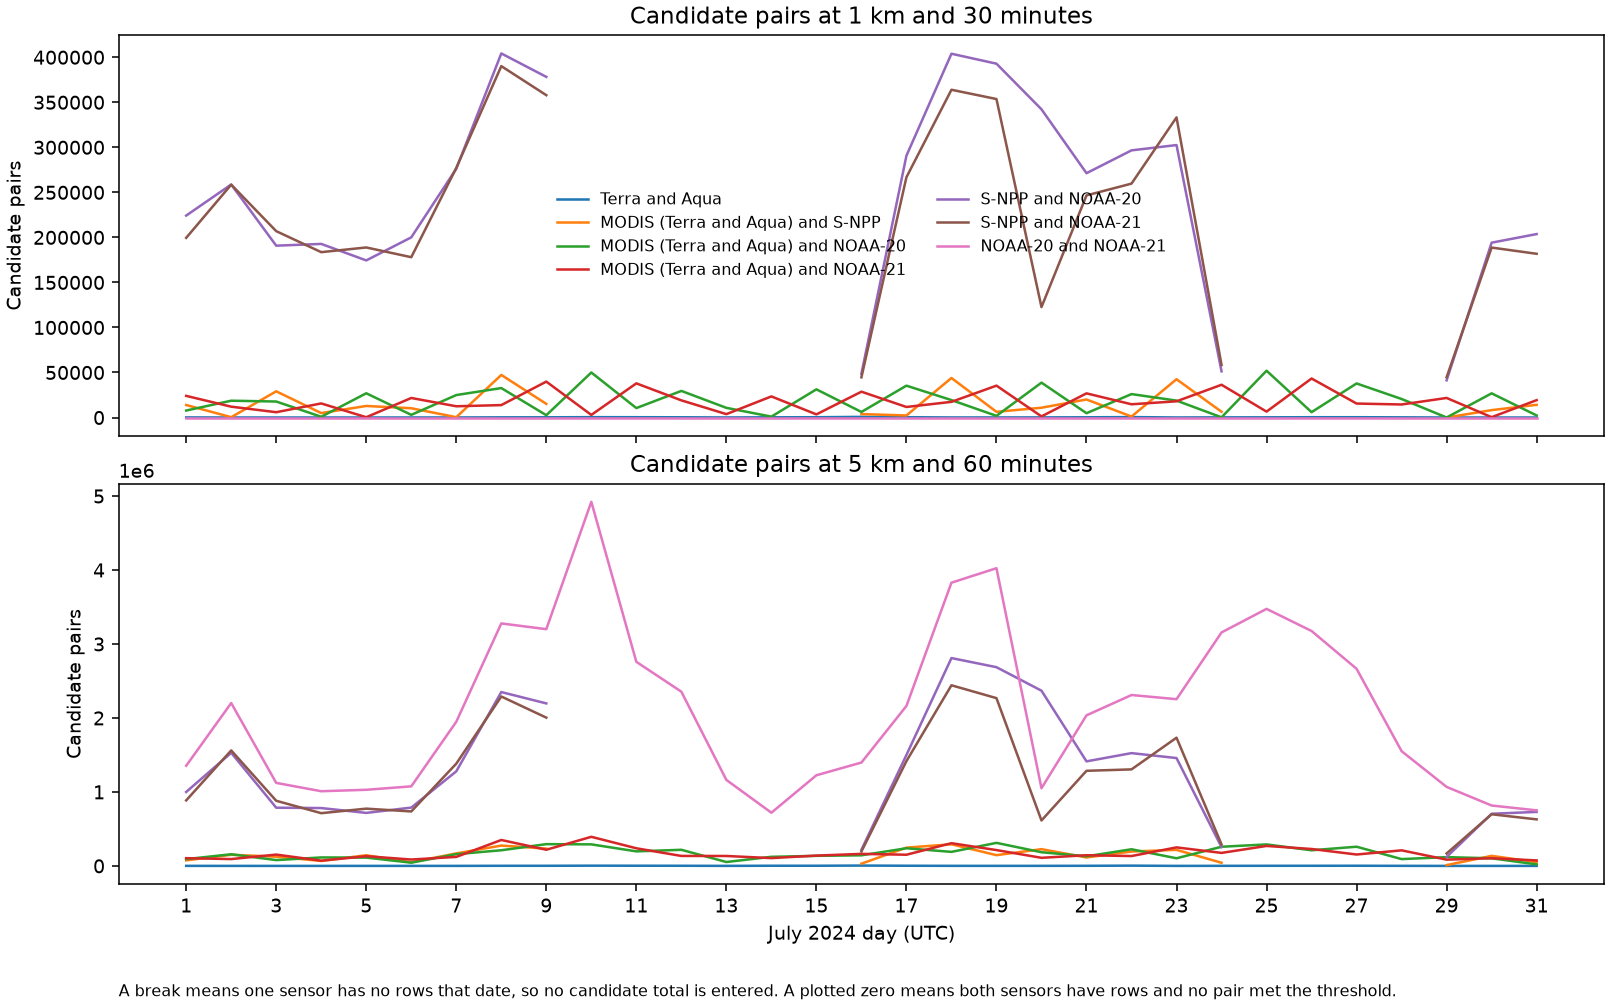 Candidate pairs at 1 km and 30 minutes
Candidate pairs
400000
350000
300000
250000
200000
150000
100000
50000
0
Terra and Aqua
MODIS (Terra and Aqua) and S-NPP
MODIS (Terra and Aqua) and NOAA-20
MODIS (Terra and Aqua) and NOAA-21
S-NPP and NOAA-20
S-NPP and NOAA-21
NOAA-20 and NOAA-21
Candidate pairs at 5 km and 60 minutes
1e6
Candidate pairs
5
4
3
2
1
0
1 3 5 7 9 11 13 15 17 19 21 23 25 27 29 31
July 2024 day (UTC)
A break means one sensor has no rows that date, so no candidate total is entered. A plotted zero means both sensors have rows and no pair met the threshold.